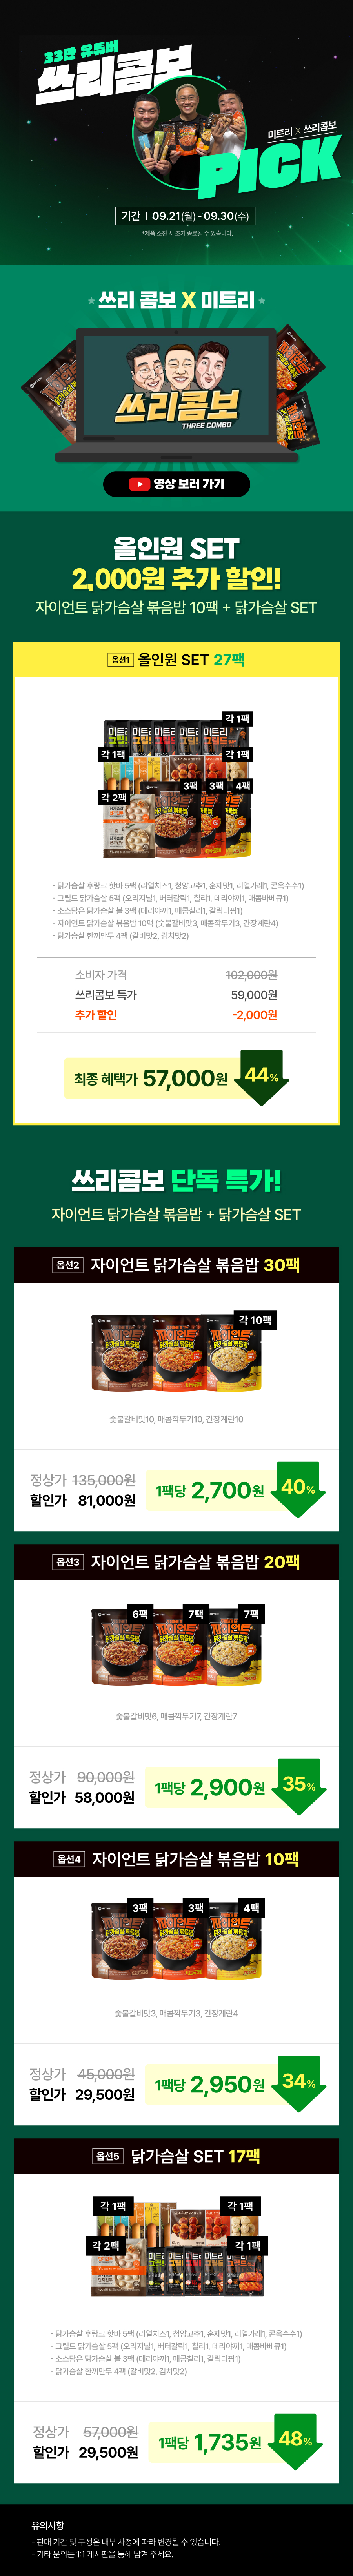 33만 유튜버
쓰리콤보
미트리 X 쓰리콤보
PICK
기간 | 09.21(월) - 09.30(수)
*제품 소진 시 조기 종료될 수 있습니다.
쓰리 콤보 X 미트리
쓰리콤보
THREE COMBO
영상 보러 가기
올인원 SET
2,000원 추가 할인!
자이언트 닭가슴살 볶음밥 10팩 + 닭가슴살 SET
옵션1 올인원 SET 27팩
각 1팩
각 1팩
각 1팩
각 2팩
3팩
3팩
4팩
- 닭가슴살 후랑크 핫바 5팩 (리얼치즈1, 청양고추1, 훈제맛1, 리얼카레1, 콘옥수수1)
- 그릴드 닭가슴살 5팩 (오리지널1, 버터갈릭1, 칠리1, 데리야끼1, 매콤바베큐1)
- 소스담은 닭가슴살 볼 3팩 (데리야끼1, 매콤칠리1, 갈릭디핑1)
- 자이언트 닭가슴살 볶음밥 10팩 (숯불갈비맛3, 매콤깍두기3, 간장계란4)
- 닭가슴살 한끼만두 4팩 (갈비맛2, 김치맛2)
소비자 가격 102,000원
쓰리콤보 특가 59,000원
추가 할인 -2,000원
최종 혜택가 57,000원 44%
쓰리콤보 단독 특가!
자이언트 닭가슴살 볶음밥 + 닭가슴살 SET
옵션2 자이언트 닭가슴살 볶음밥 30팩
각 10팩
자이언트
닭가슴살 볶음밥
숯불갈비맛10, 매콤깍두기10, 간장계란10
정상가 135,000원
할인가 81,000원
1팩당 2,700원 40%
옵션3 자이언트 닭가슴살 볶음밥 20팩
6팩
7팩
7팩
자이언트
닭가슴살 볶음밥
숯불갈비맛6, 매콤깍두기7, 간장계란7
정상가 90,000원
할인가 58,000원
1팩당 2,900원 35%
옵션4 자이언트 닭가슴살 볶음밥 10팩
3팩
3팩
4팩
자이언트
닭가슴살 볶음밥
숯불갈비맛3, 매콤깍두기3, 간장계란4
정상가 45,000원
할인가 29,500원
1팩당 2,950원 34%
옵션5 닭가슴살 SET 17팩
각 1팩
각 1팩
각 2팩
각 1팩
- 닭가슴살 후랑크 핫바 5팩 (리얼치즈1, 청양고추1, 훈제맛1, 리얼카레1, 콘옥수수1)
- 그릴드 닭가슴살 5팩 (오리지널1, 버터갈릭1, 칠리1, 데리야끼1, 매콤바베큐1)
- 소스담은 닭가슴살 볼 3팩 (데리야끼1, 매콤칠리1, 갈릭디핑1)
- 닭가슴살 한끼만두 4팩 (갈비맛2, 김치맛2)
정상가 57,000원
할인가 29,500원
1팩당 1,735원 48%
유의사항
- 판매 기간 및 구성은 내부 사정에 따라 변경될 수 있습니다.
- 기타 문의는 1:1 게시판을 통해 남겨 주세요.